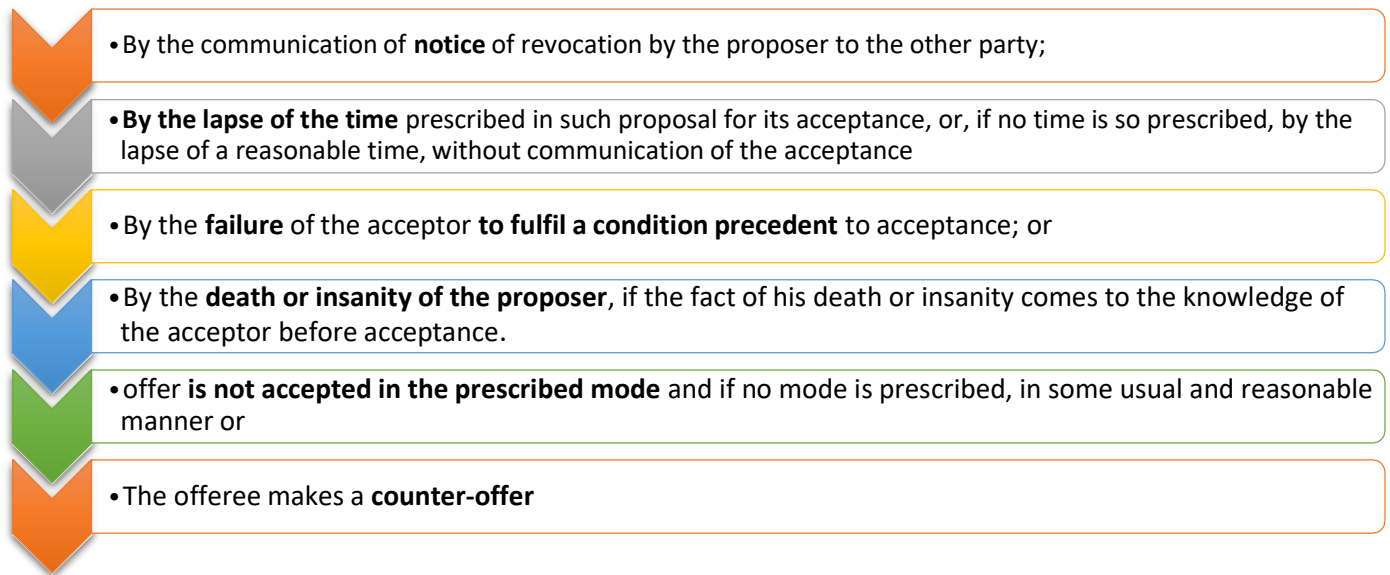 •By the communication of notice of revocation by the proposer to the other party;
•By the lapse of the time prescribed in such proposal for its acceptance, or, if no time is so prescribed, by the
lapse of a reasonable time, without communication of the acceptance
•By the failure of the acceptor to fulfil a condition precedent to acceptance; or
•By the death or insanity of the proposer, if the fact of his death or insanity comes to the knowledge of
the acceptor before acceptance.
•offer is not accepted in the prescribed mode and if no mode is prescribed, in some usual and reasonable
manner or
•The offeree makes a counter-offer